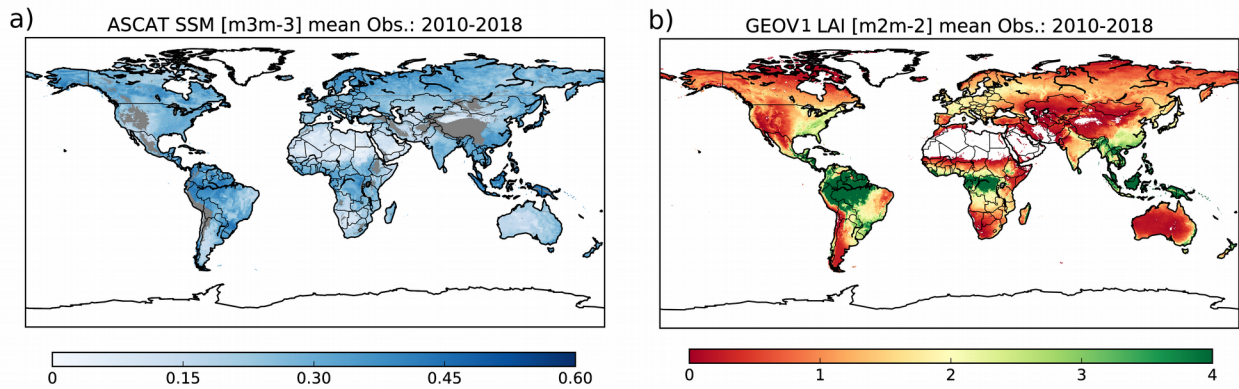 a)
ASCAT SSM [m3m-3] mean Obs.: 2010-2018
0 0.15 0.30 0.45 0.60
b)
GEOV1 LAI [m2m-2] mean Obs.: 2010-2018
0 1 2 3 4